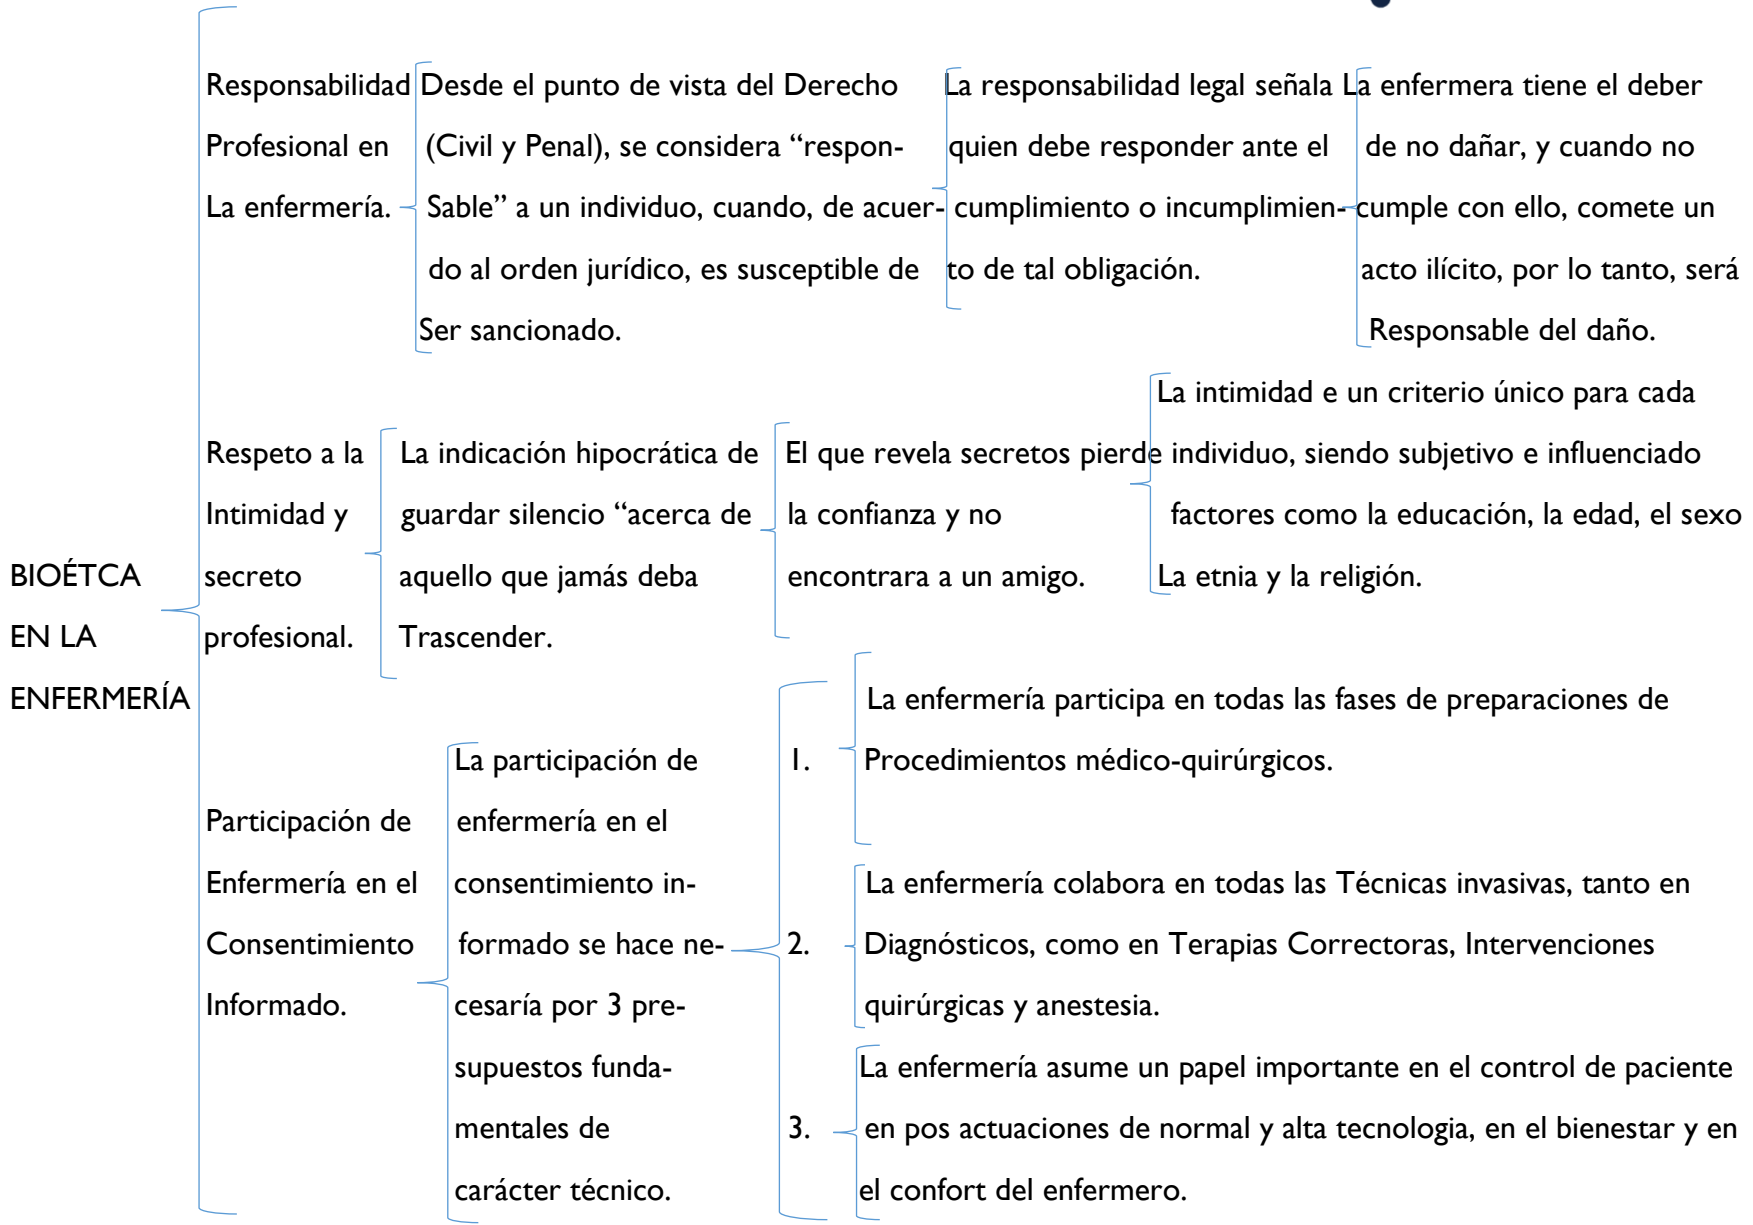 BIOÉTCA
EN LA
ENFERMERÍA
Responsabilidad
Profesional en
La enfermería.
Desde el punto de vista del Derecho
(Civil y Penal), se considera “respon-
Sable” a un individuo, cuando, de acuer-
do al orden jurídico, es susceptible de
Ser sancionado.
La responsabilidad legal señala
quien debe responder ante el
cumplimiento o incumplimien-
to de tal obligación.
La enfermera tiene el deber
de no dañar, y cuando no
cumple con ello, comete un
acto ilícito, por lo tanto, será
Responsable del daño.
Respeto a la
Intimidad y
secreto
profesional.
La indicación hipocrática de
guardar silencio “acerca de
aquello que jamás deba
Trascender.
El que revela secretos pierde
la confianza y no
encontrara a un amigo.
La intimidad e un criterio único para cada
individuo, siendo subjetivo e influenciado
factores como la educación, la edad, el sexo
La etnia y la religión.
Participación de
Enfermería en el
Consentimiento
Informado.
La participación de
enfermería en el
consentimiento in-
formado se hace ne-
cesaría por 3 pre-
supuestos funda-
mentales de
carácter técnico.
1.
La enfermería participa en todas las fases de preparaciones de
Procedimientos médico-quirúrgicos.
2.
La enfermería colabora en todas las Técnicas invasivas, tanto en
Diagnósticos, como en Terapias Correctoras, Intervenciones
quirúrgicas y anestesia.
3.
La enfermería asume un papel importante en el control de paciente
en pos actuaciones de normal y alta tecnologia, en el bienestar y en
el confort del enfermero.